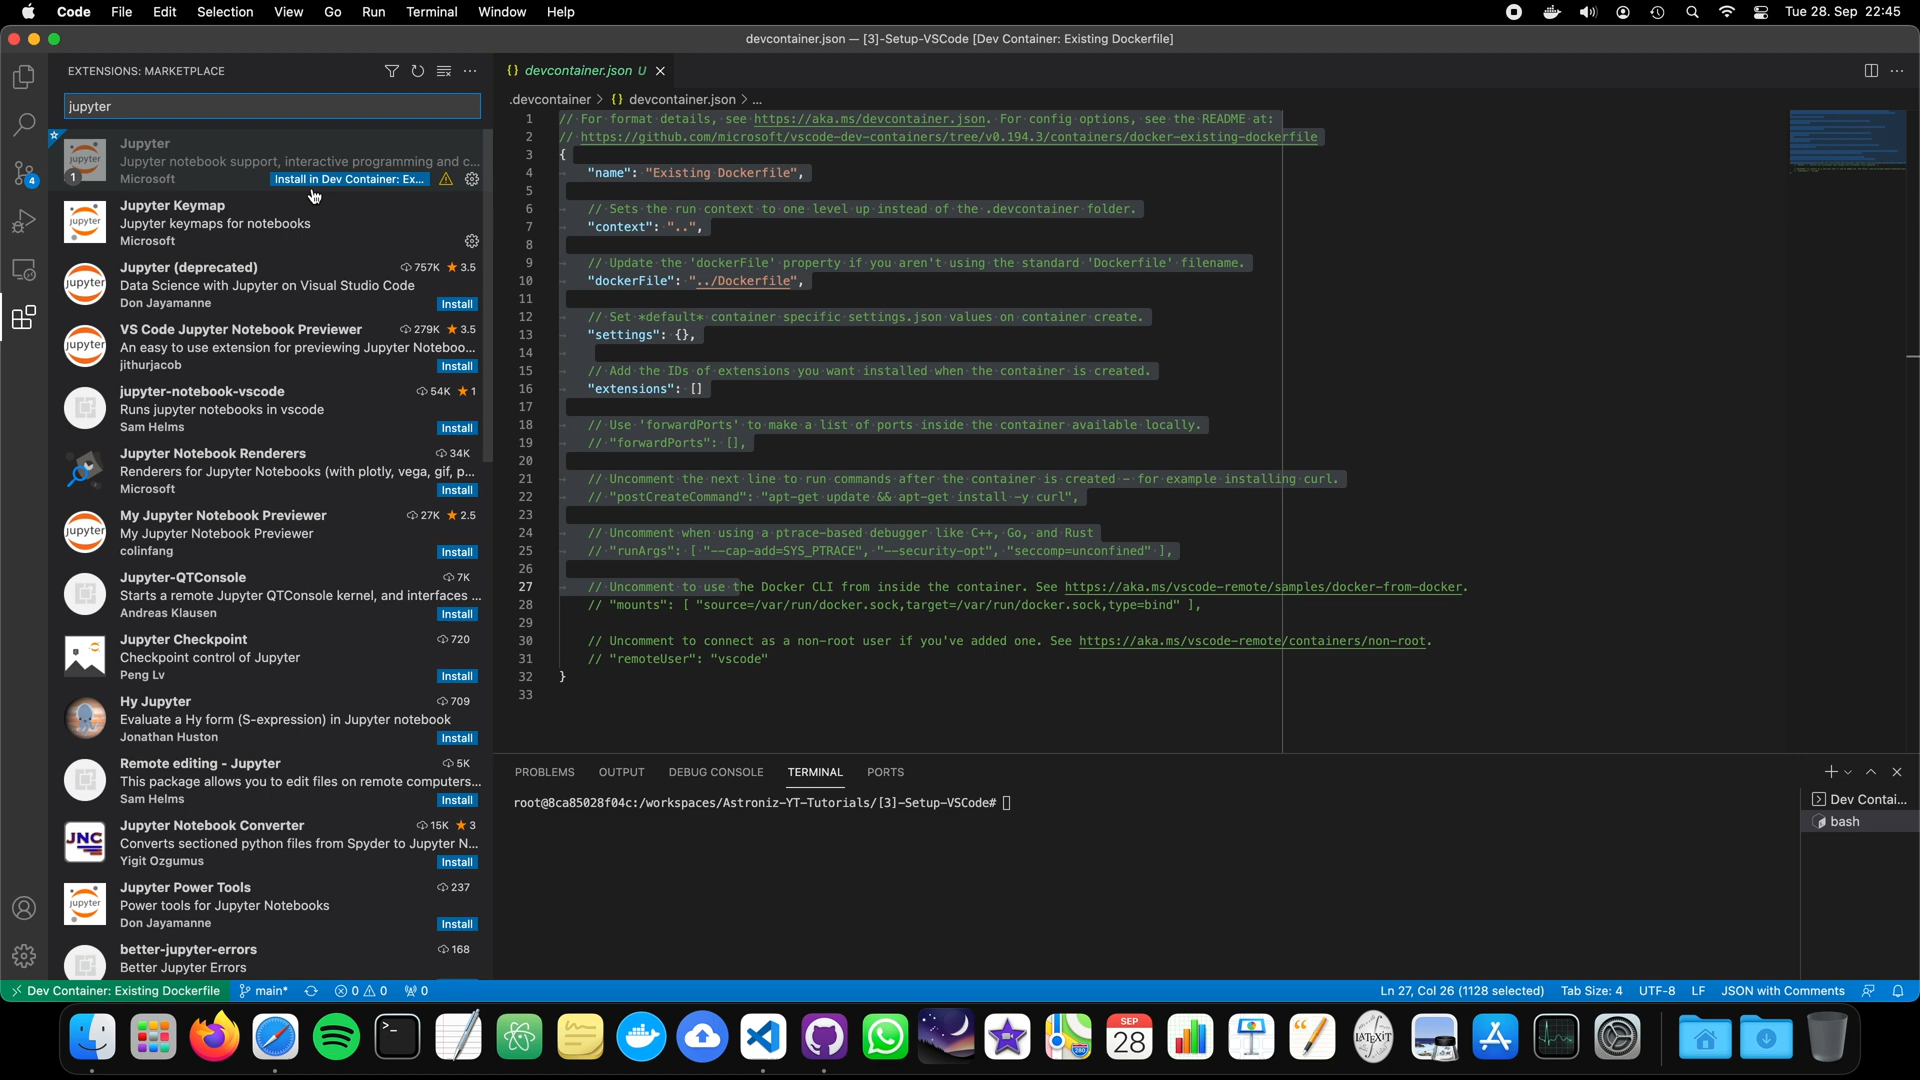 Code File Edit Selection View Go Run Terminal Window Help
Tue 28. Sep 22:45
devcontainer.json — [3]-Setup-VSCode [Dev Container: Existing Dockerfile]
EXTENSIONS: MARKETPLACE
jupyter
Jupyter
Jupyter notebook support, interactive programming and c...
Microsoft
Install in Dev Container: Ex...
1
Jupyter Keymap
Jupyter keymaps for notebooks
Microsoft
Jupyter (deprecated) 757K 3.5
Data Science with Jupyter on Visual Studio Code
Don Jayamanne Install
VS Code Jupyter Notebook Previewer 279K 3.5
An easy to use extension for previewing Jupyter Noteboo...
jithurjacob Install
jupyter-notebook-vscode 54K 1
Runs jupyter notebooks in vscode
Sam Helms Install
Jupyter Notebook Renderers 34K
Renderers for Jupyter Notebooks (with plotly, vega, gif, p...
Microsoft Install
My Jupyter Notebook Previewer 27K 2.5
My Jupyter Notebook Previewer
colinfang Install
Jupyter-QTConsole 7K
Starts a remote Jupyter QTConsole kernel, and interfaces ...
Andreas Klausen Install
Jupyter Checkpoint 720
Checkpoint control of Jupyter
Peng Lv Install
Hy Jupyter 709
Evaluate a Hy form (S-expression) in Jupyter notebook
Jonathan Huston Install
Remote editing - Jupyter 5K
This package allows you to edit files on remote computers...
Sam Helms Install
Jupyter Notebook Converter 15K 3
Converts sectioned python files from Spyder to Jupyter N...
Yigit Ozgumus Install
Jupyter Power Tools 237
Power tools for Jupyter Notebooks
Don Jayamanne Install
better-jupyter-errors 168
Better Jupyter Errors
4
{} devcontainer.json U
.devcontainer > {} devcontainer.json > ...
1 // For format details, see https://aka.ms/devcontainer.json. For config options, see the README at:
2 // https://github.com/microsoft/vscode-dev-containers/tree/v0.194.3/containers/docker-existing-dockerfile
3 {
4 "name": "Existing Dockerfile",
5
6 // Sets the run context to one level up instead of the .devcontainer folder.
7 "context": "..",
8
9 // Update the 'dockerFile' property if you aren't using the standard 'Dockerfile' filename.
10 "dockerFile": "../Dockerfile",
11
12 // Set *default* container specific settings.json values on container create.
13 "settings": {},
14
15 // Add the IDs of extensions you want installed when the container is created.
16 "extensions": []
17
18 // Use 'forwardPorts' to make a list of ports inside the container available locally.
19 // "forwardPorts": [],
20
21 // Uncomment the next line to run commands after the container is created - for example installing curl.
22 // "postCreateCommand": "apt-get update && apt-get install -y curl",
23
24 // Uncomment when using a ptrace-based debugger like C++, Go, and Rust
25 // "runArgs": [ "--cap-add=SYS_PTRACE", "--security-opt", "seccomp=unconfined" ],
26
27 // Uncomment to use the Docker CLI from inside the container. See https://aka.ms/vscode-remote/samples/docker-from-docker.
28 // "mounts": [ "source=/var/run/docker.sock,target=/var/run/docker.sock,type=bind" ],
29
30 // Uncomment to connect as a non-root user if you've added one. See https://aka.ms/vscode-remote/containers/non-root.
31 // "remoteUser": "vscode"
32 }
33
PROBLEMS OUTPUT DEBUG CONSOLE TERMINAL PORTS
root@8ca85028f04c:/workspaces/Astroniz-YT-Tutorials/[3]-Setup-VSCode#
Dev Contai...
bash
Dev Container: Existing Dockerfile main* 0 0 0
Ln 27, Col 26 (1128 selected) Tab Size: 4 UTF-8 LF JSON with Comments
SEP
28